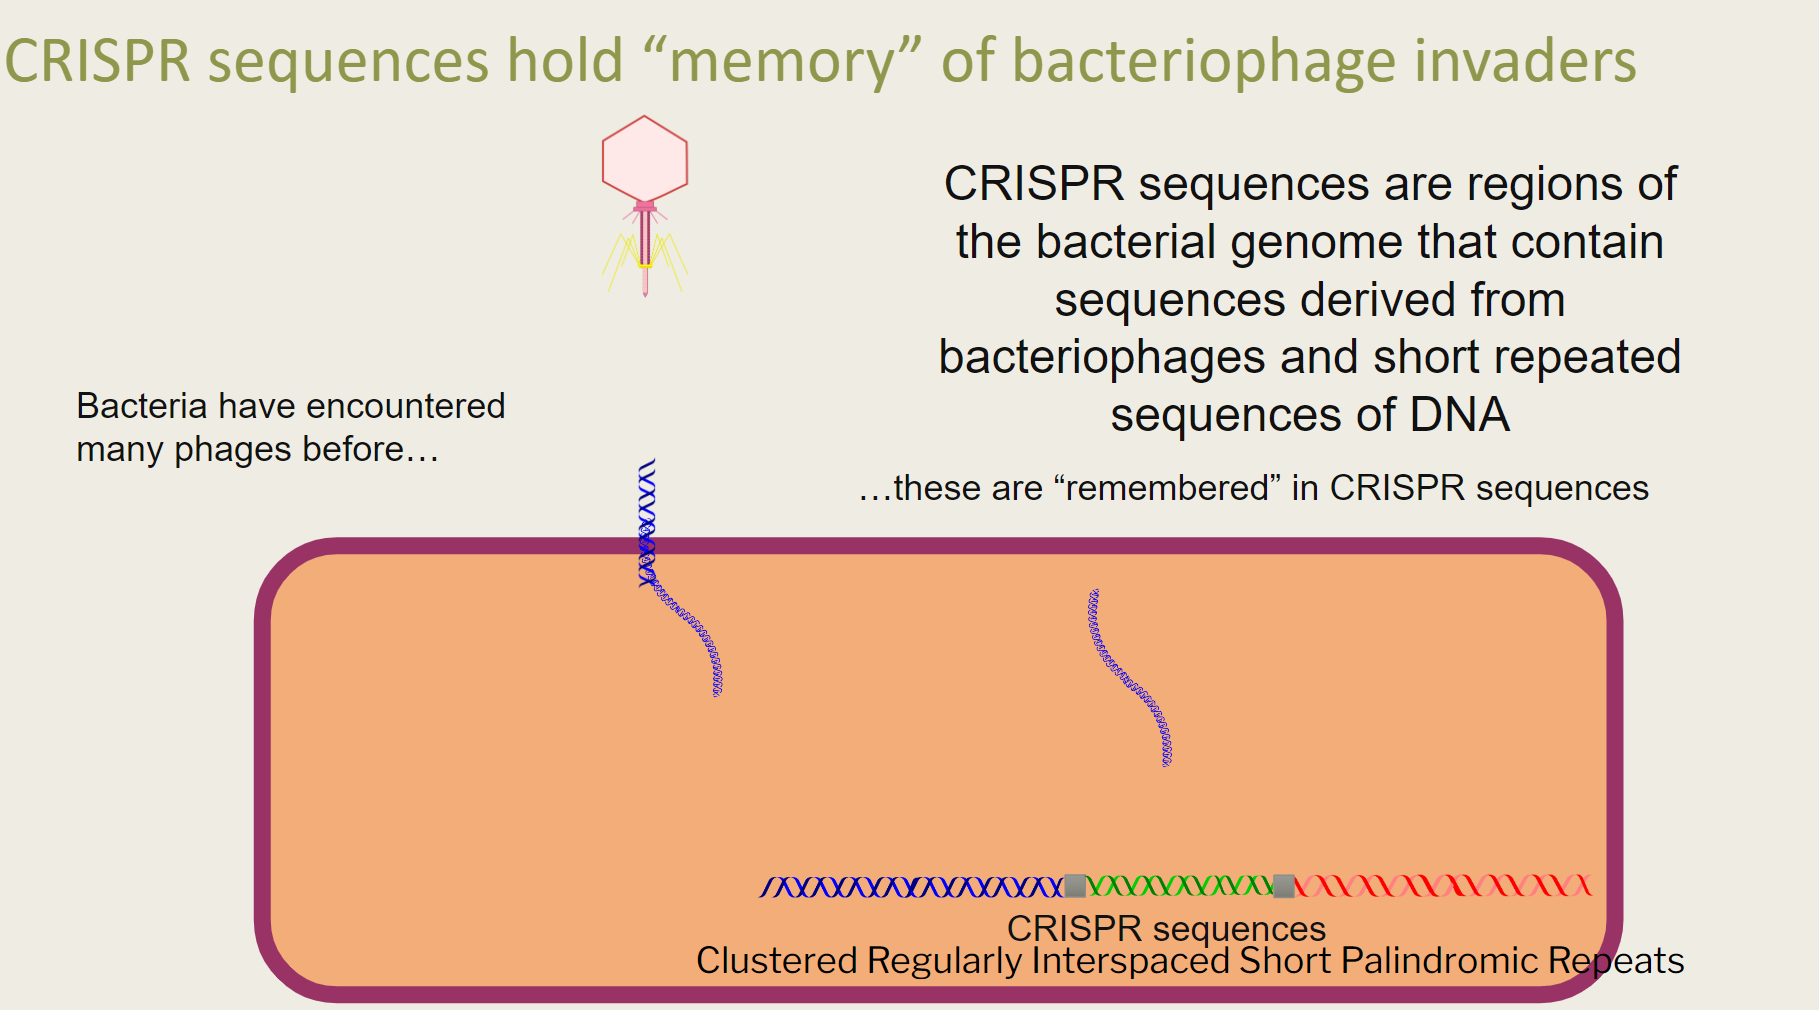 CRISPR sequences hold “memory” of bacteriophage invaders
CRISPR sequences are regions of
the bacterial genome that contain
sequences derived from
bacteriophages and short repeated
sequences of DNA
Bacteria have encountered
many phages before…
…these are “remembered” in CRISPR sequences
CRISPR sequences
Clustered Regularly Interspaced Short Palindromic Repeats